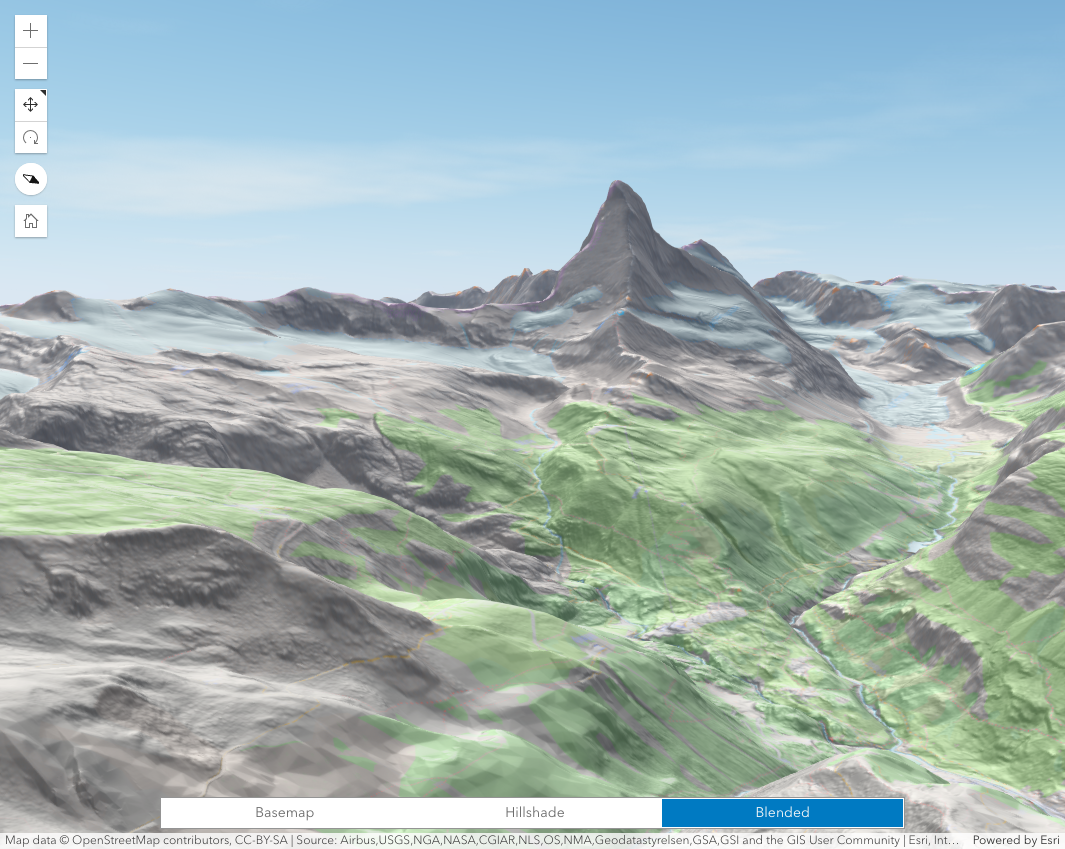 Basemap Hillshade Blended
Map data © OpenStreetMap contributors, CC-BY-SA | Source: Airbus,USGS,NGA,NASA,CGIAR,NLS,OS,NMA,Geodatastyrelsen,GSA,GSI and the GIS User Community | Esri, Int... Powered by Esri